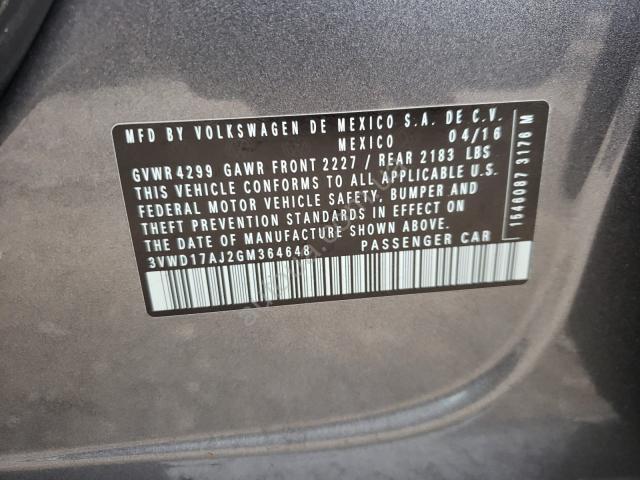 MFD BY VOLKSWAGEN DE MEXICO S.A. DE C.V.
MEXICO 04/16
GVWR 4299 GAWR FRONT 2227 / REAR 2183 LBS
THIS VEHICLE CONFORMS TO ALL APPLICABLE U.S.
FEDERAL MOTOR VEHICLE SAFETY, BUMPER AND
THEFT PREVENTION STANDARDS IN EFFECT ON
THE DATE OF MANUFACTURE SHOWN ABOVE.
3VWD17AJ2GM364648 PASSENGER CAR
1546087 3176 M